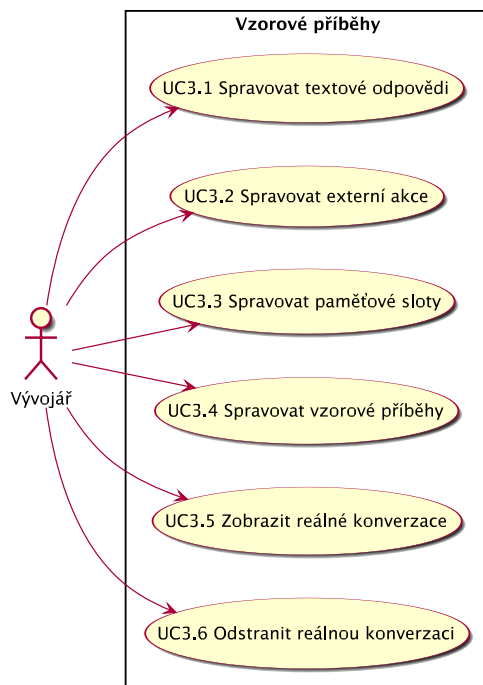 Vzorové příběhy
UC3.1 Spravovat textové odpovědi
UC3.2 Spravovat externí akce
UC3.3 Spravovat paměťové sloty
Vývojář
UC3.4 Spravovat vzorové příběhy
UC3.5 Zobrazit reálné konverzace
UC3.6 Odstranit reálnou konverzaci